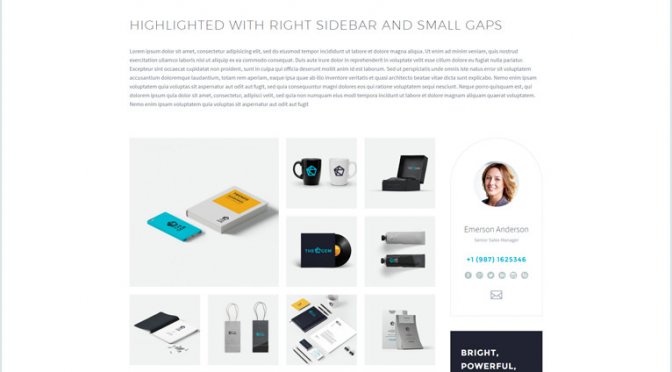 HIGHLIGHTED WITH RIGHT SIDEBAR AND SMALL GAPS
Lorem ipsum dolor sit amet, consectetur adipisicing elit, sed do eiusmod tempor incididunt ut labore et dolore magna aliqua. Ut enim ad minim veniam, quis nostrud
exercitation ullamco laboris nisi ut aliquip ex ea commodo consequat. Duis aute irure dolor in reprehenderit in voluptate velit esse cillum dolore eu fugiat nulla pariatur.
Excepteur sint occaecat cupidatat non proident, sunt in culpa qui officia deserunt mollit anim id est laborum. Sed ut perspiciatis unde omnis iste natus error sit voluptatem
accusantium doloremque laudantium, totam rem aperiam, eaque ipsa quae ab illo inventore veritatis et quasi architecto beatae vitae dicta sunt explicabo. Nemo enim ipsam
voluptatem quia voluptas sit aspernatur aut odit aut fugit, sed quia consequuntur magni dolores eos qui ratione voluptatem sequi nesciunt. Neque porro quisquam est, qui
dolorem ipsum quia dolor sit amet, consectetur, adipisci velit, sed quia non numquam eius modi tempora incidunt ut labore et dolore magnam aliquam quaerat voluptatem.
Nemo enim ipsam voluptatem quia voluptas sit aspernatur aut odit aut fugit
THE GEM
Emerson Anderson
Senior Sales Manager
+1 (987) 1625346
BRIGHT,
POWERFUL,